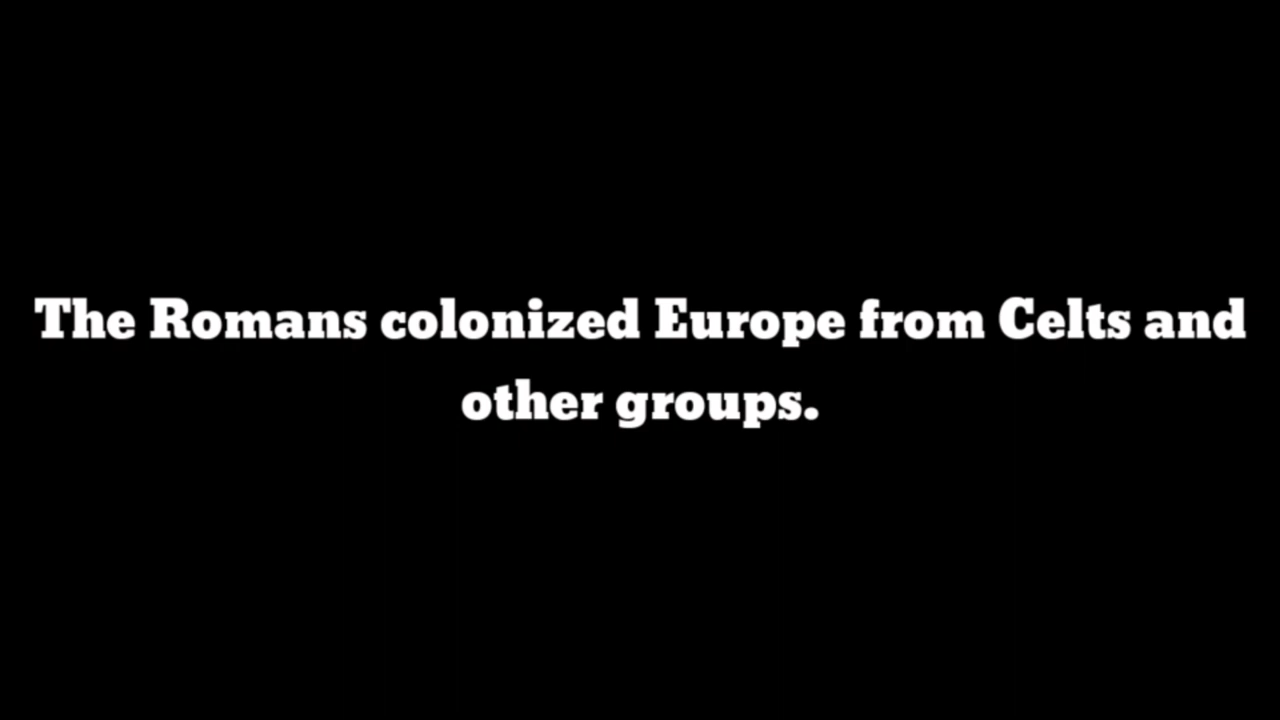 The Romans colonized Europe from Celts and
other groups.